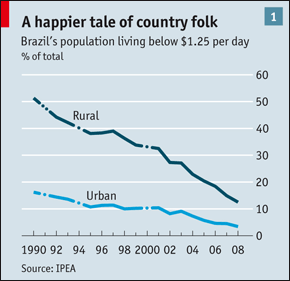 A happier tale of country folk
1
Brazil's population living below $1.25 per day
% of total
60
50
Rural
40
30
20
Urban
10
0
1990 92 94 96 98 2000 02 04 06 08
Source: IPEA